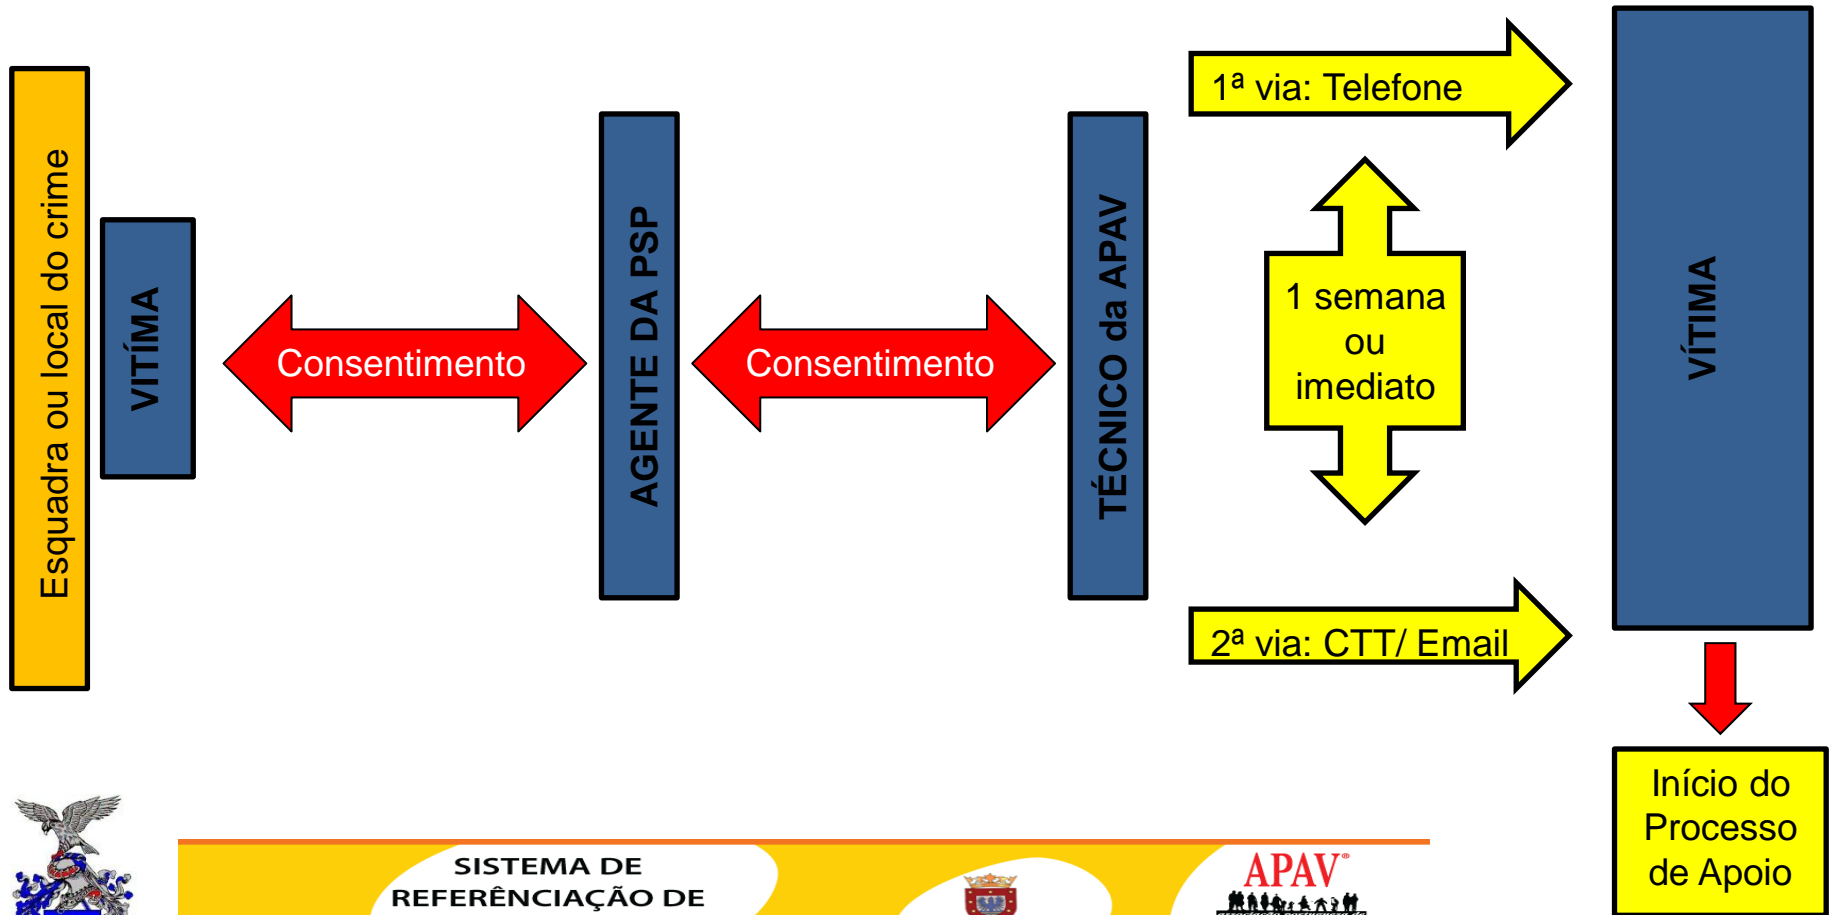 Esquadra ou local do crime
VITÍMA
Consentimento
AGENTE DA PSP
Consentimento
TÉCNICO da APAV
1ª via: Telefone
1 semana
ou
imediato
2ª via: CTT/ Email
VÍTIMA
Início do
Processo
de Apoio
SISTEMA DE
REFERÊNCIAÇÃO DE
APAV®